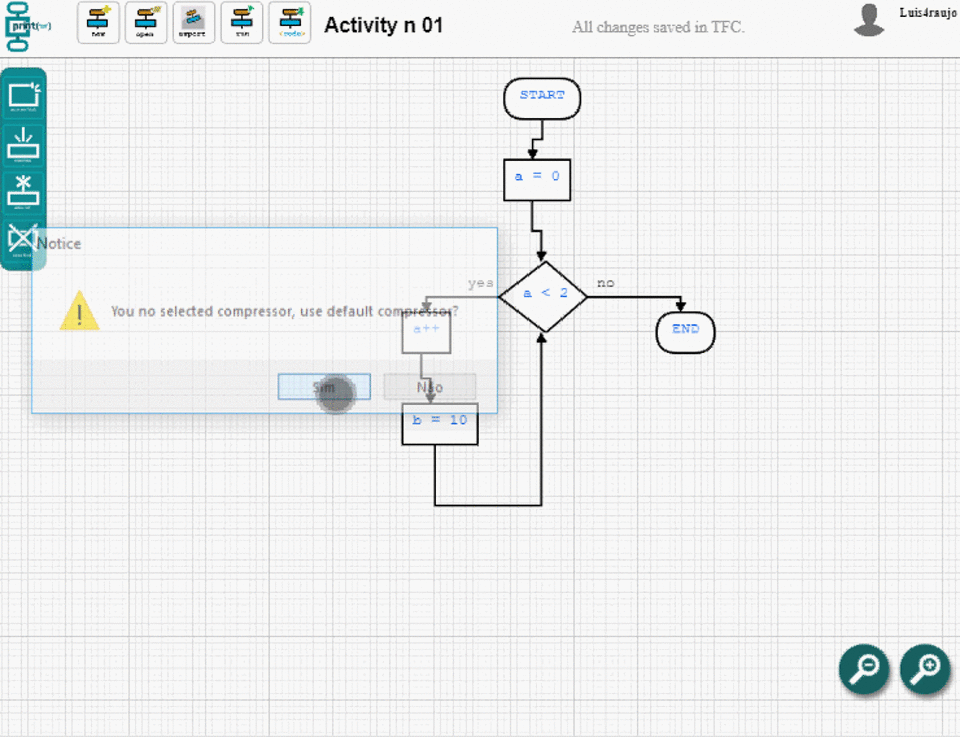 print(
new
open
export
run
<code>
Activity n 01
All changes saved in TFC.
Luis4raujo
START
a = 0
Notice
yes
a < 2
no
You no selected compressor, use default compressor?
a++
END
Sim
Não
b = 10